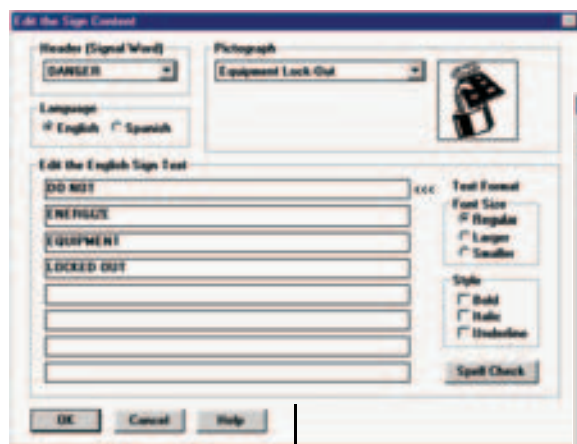 Edit the Sign Content
Header (Signal Word)
DANGER
Pictograph
Equipment Lock-Out
Language
English Spanish
Edit the English Sign Text
DO NOT <<<
ENERGIZE
EQUIPMENT
LOCKED OUT
Text Format
Font Size
Regular
Larger
Smaller
Style
Bold
Italic
Underline
Spell Check
OK Cancel Help